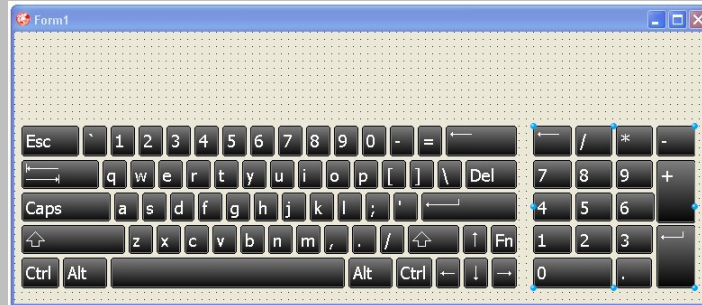 Form1
Esc ` 1 2 3 4 5 6 7 8 9 0 - = ← ← / * -
q w e r t y u i o p [ ] \ Del 7 8 9 +
Caps a s d f g h j k l ; ' 4 5 6
z x c v b n m , . / ↑ Fn 1 2 3
Ctrl Alt Alt Ctrl ← ↓ → 0 .